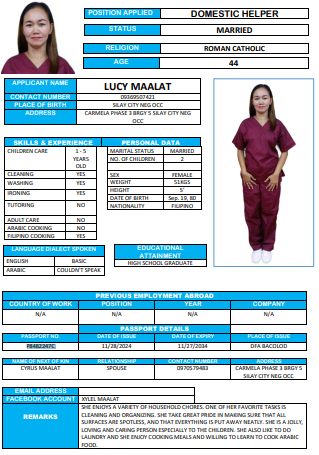 POSITION APPLIED DOMESTIC HELPER
STATUS MARRIED
RELIGION ROMAN CATHOLIC
AGE 44
APPLICANT NAME LUCY MAALAT
CONTACT NUMBER 09369507421
PLACE OF BIRTH SILAY CITY NEG OCC
ADDRESS CARMELA PHASE 3 BRGY 5 SILAY CITY NEG OCC
SKILLS & EXPERIENCE PERSONAL DATA
CHILDREN CARE 1 - 5 YEARS OLD MARITAL STATUS MARRIED
NO. OF CHILDREN 2
CLEANING YES SEX FEMALE
WASHING YES WEIGHT 51KGS
IRONING YES HEIGHT 5'
TUTORING NO DATE OF BIRTH Sep. 19, 80
NATIONALITY FILIPINO
ADULT CARE NO
ARABIC COOKING NO
FILIPINO COOKING YES
LANGUAGE DIALECT SPOKEN EDUCATIONAL ATTAINMENT
ENGLISH BASIC HIGH SCHOOL GRADUATE
ARABIC COULDN'T SPEAK
PREVIOUS EMPLOYMENT ABROAD
COUNTRY OF WORK POSITION YEAR COMPANY
N/A N/A N/A N/A
PASSPORT DETAILS
PASSPORT NO. DATE OF ISSUE DATE OF EXPIRY PLACE OF ISSUE
11/28/2024 11/27/2034 DFA BACOLOD
NAME OF NEXT OF KIN RELATIONSHIP CONTACT NUMBER ADDRESS
CYRUS MAALAT SPOUSE 0970579483 CARMELA PHASE 3 BRGY 5 SILAY CITY NEG OCC
EMAIL ADDRESS
FACEBOOK ACCOUNT XYLEL MAALAT
REMARKS
SHE ENJOYS A VARIETY OF HOUSEHOLD CHORES. ONE OF HER FAVORITE TASKS IS
CLEANING AND ORGANIZING. SHE TAKE GREAT PRIDE IN MAKING SURE THAT ALL
SURFACES ARE SPOTLESS, AND THAT EVERYTHING IS PUT AWAY NEATLY. SHE IS A JOLLY,
LOVING AND CARING PERSON ESPECIALLY TO THE CHILDREN. SHE ALSO LIKE TO DO
LAUNDRY AND SHE ENJOY COOKING MEALS AND WILLING TO LEARN TO COOK ARABIC
FOOD.